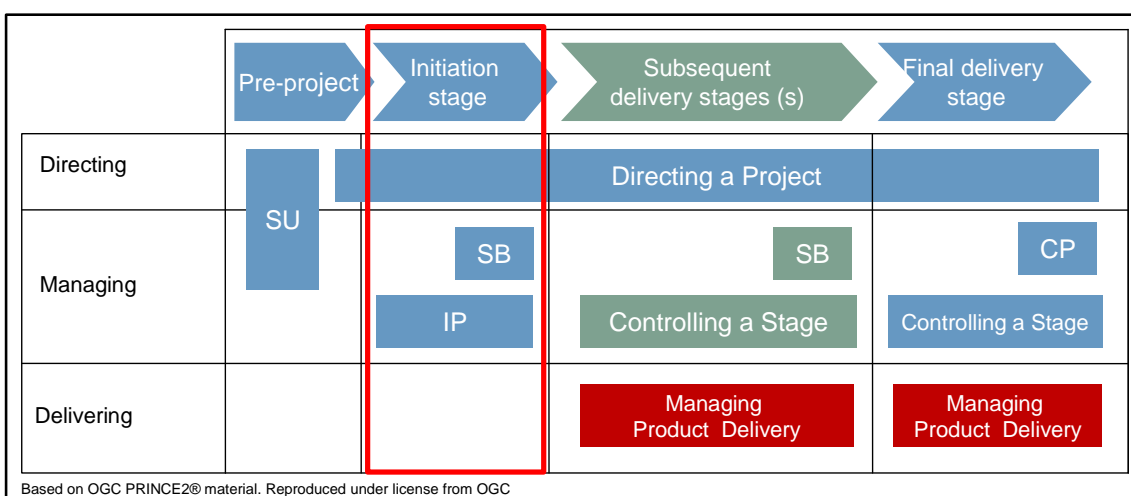 Pre-project
Initiation
stage
Subsequent
delivery stages (s)
Final delivery
stage
Directing
SU
Directing a Project
Managing
SB
SB
CP
IP
Controlling a Stage
Controlling a Stage
Delivering
Managing
Product Delivery
Managing
Product Delivery
Based on OGC PRINCE2® material. Reproduced under license from OGC